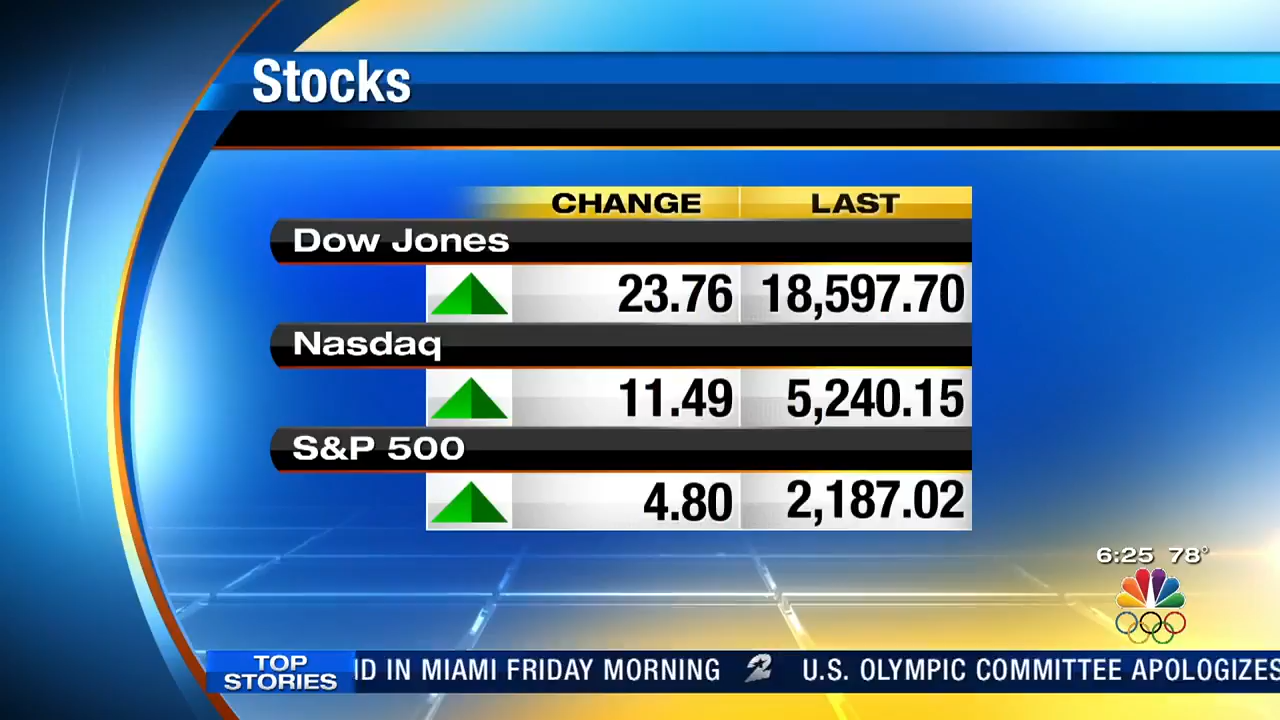 Stocks
CHANGE LAST
Dow Jones
23.76 18,597.70
Nasdaq
11.49 5,240.15
S&P 500
4.80 2,187.02
6:25 78°
TOP STORIES
IN MIAMI FRIDAY MORNING 2 U.S. OLYMPIC COMMITTEE APOLOGIZES